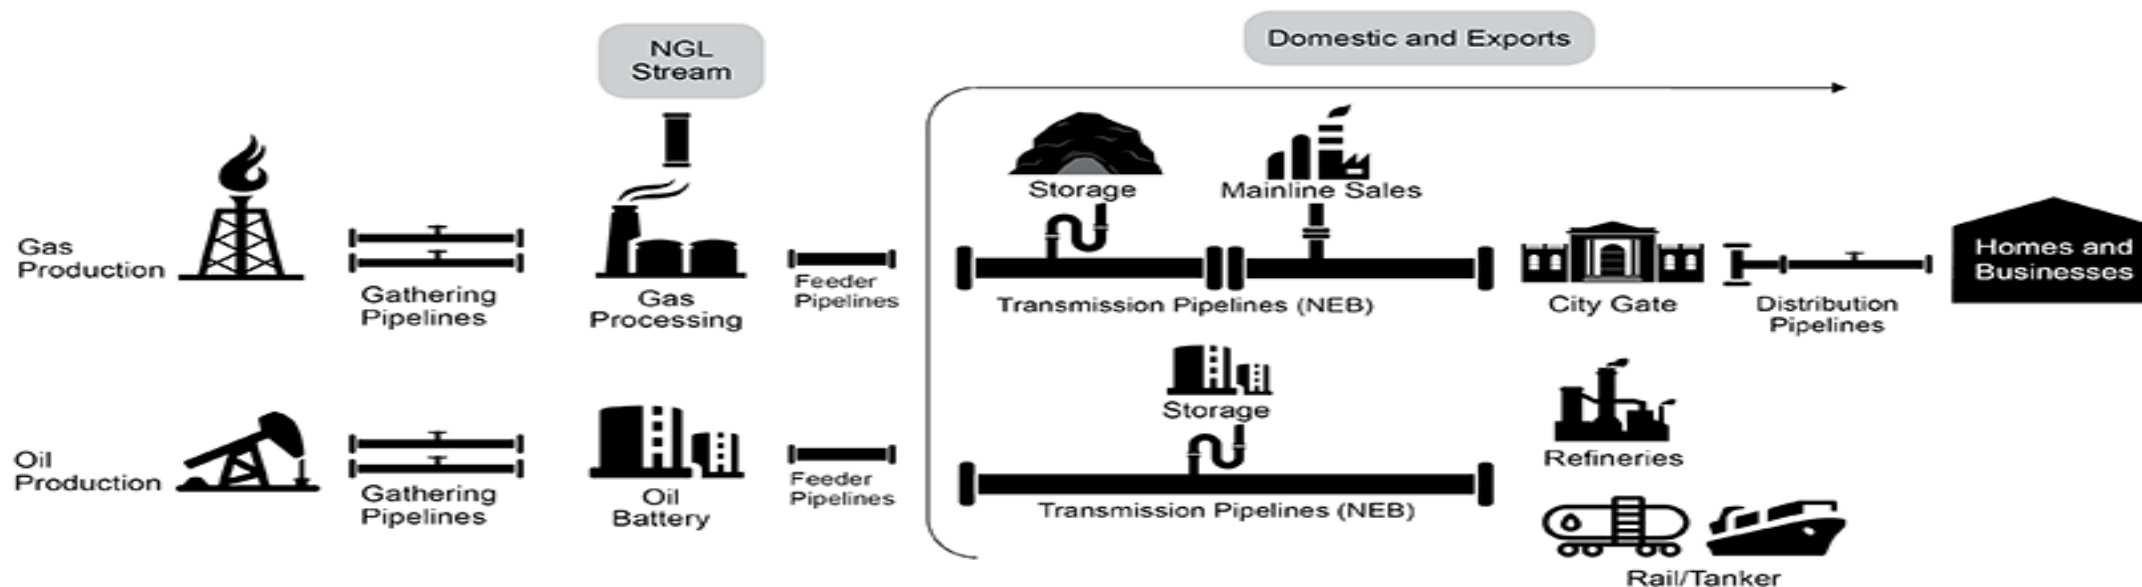 NGL
Stream
Domestic and Exports
Gas
Production
Gathering
Pipelines
Gas
Processing
Feeder
Pipelines
Storage
Mainline Sales
Transmission Pipelines (NEB)
City Gate
Distribution
Pipelines
Homes and
Businesses
Oil
Production
Gathering
Pipelines
Oil
Battery
Feeder
Pipelines
Storage
Transmission Pipelines (NEB)
Refineries
Rail/Tanker